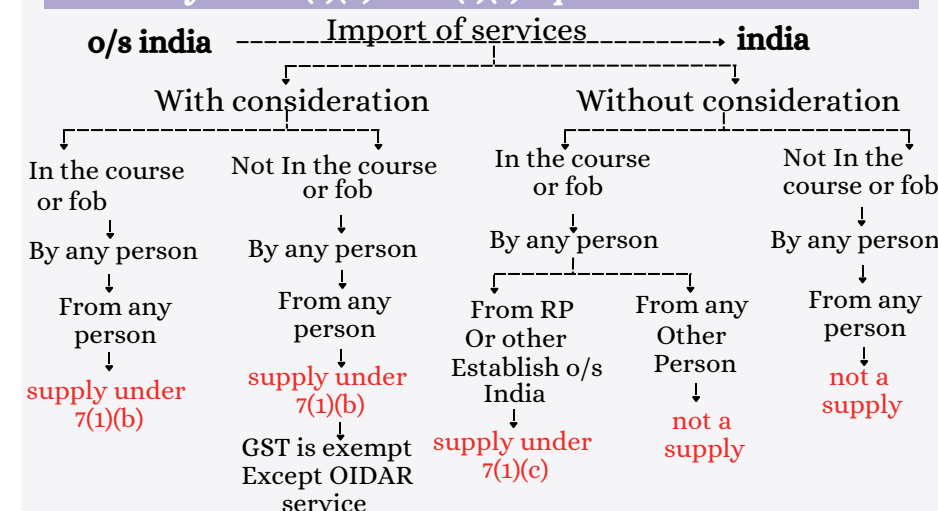 o/s india
Import of services
india
With consideration
Without consideration
In the course
or fob
By any person
From any
person
supply under
7(1)(b)
Not In the course
or fob
By any person
From any
person
supply under
7(1)(b)
GST is exempt
Except OIDAR
service
In the course
or fob
By any person
From RP
Or other
Establish o/s
India
supply under
7(1)(c)
From any
Other
Person
not a
supply
Not In the
course or fob
By any person
From any
person
not a
supply